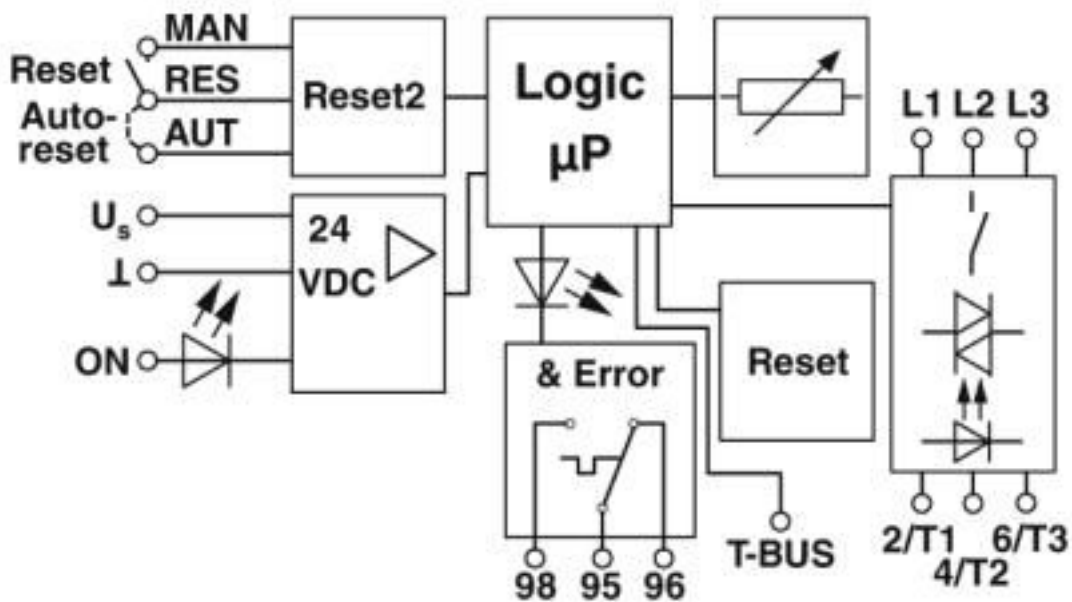 MAN
Reset
RES
Auto-
reset
AUT
Reset2
Logic
µP
L1 L2 L3
Us
24
VDC
⊥
ON
& Error
Reset
98 95 96
T-BUS
2/T1 6/T3
4/T2